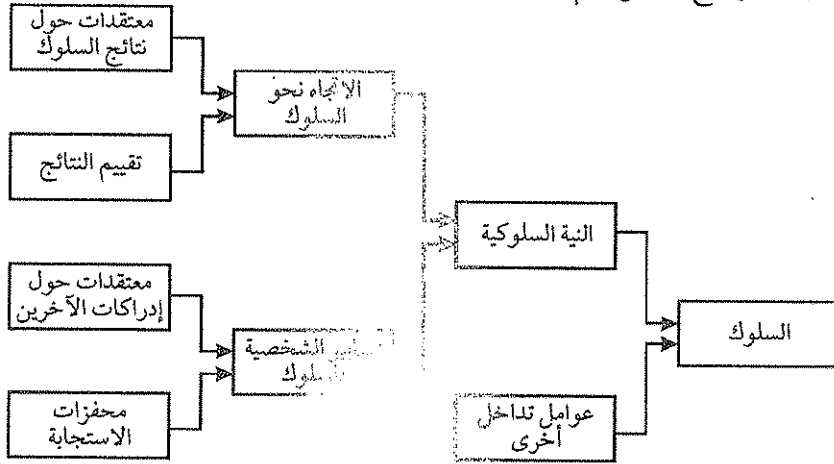 معتقدات حول
نتائج السلوك
الاتجاه نحو
السلوك
تقييم النتائج
النية السلوكية
معتقدات حول
إدراكات الآخرين
الشخصية
السلوك
محفزات
الاستجابة
عوامل تداخل
أخرى